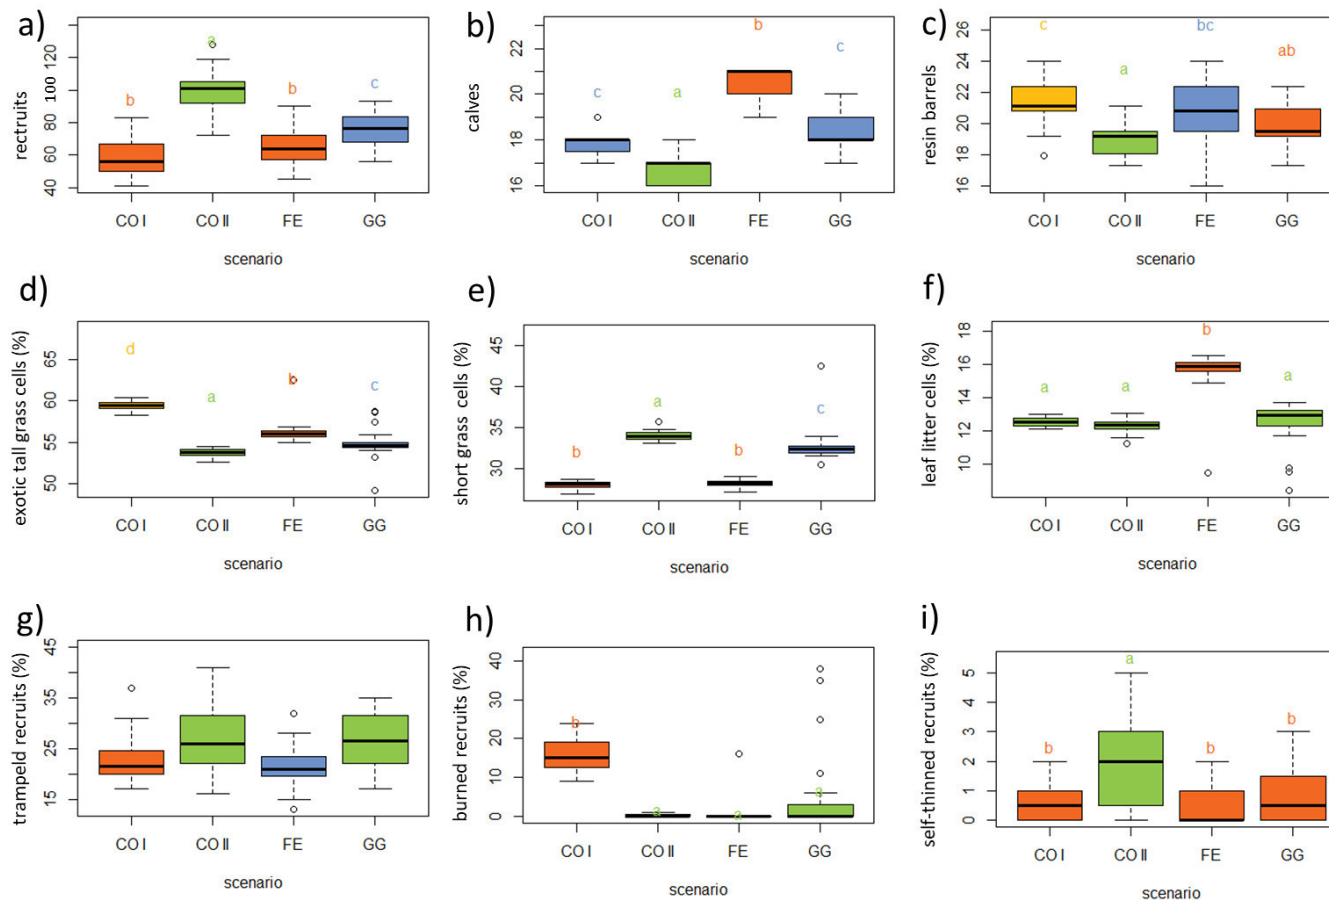 a)
rectruits
40 60 80 100 120
b
a
b
c
CO I CO II FE GG
scenario
b)
calves
16 18 20 22
c
a
b
c
CO I CO II FE GG
scenario
c)
resin barrels
16 18 20 22 24 26
c
a
bc
ab
CO I CO II FE GG
scenario
d)
exotic tall grass cells (%)
50 55 60 65
d
a
b
c
CO I CO II FE GG
scenario
e)
short grass cells (%)
30 35 40 45
b
a
b
c
CO I CO II FE GG
scenario
f)
leaf litter cells (%)
10 12 14 16 18
a
a
b
a
CO I CO II FE GG
scenario
g)
trampeld recruits (%)
15 25 35 45
CO I CO II FE GG
scenario
h)
burned recruits (%)
0 10 20 30 40
b
a
a
a
CO I CO II FE GG
scenario
i)
self-thinned recruits (%)
0 1 2 3 4 5
b
a
b
b
CO I CO II FE GG
scenario